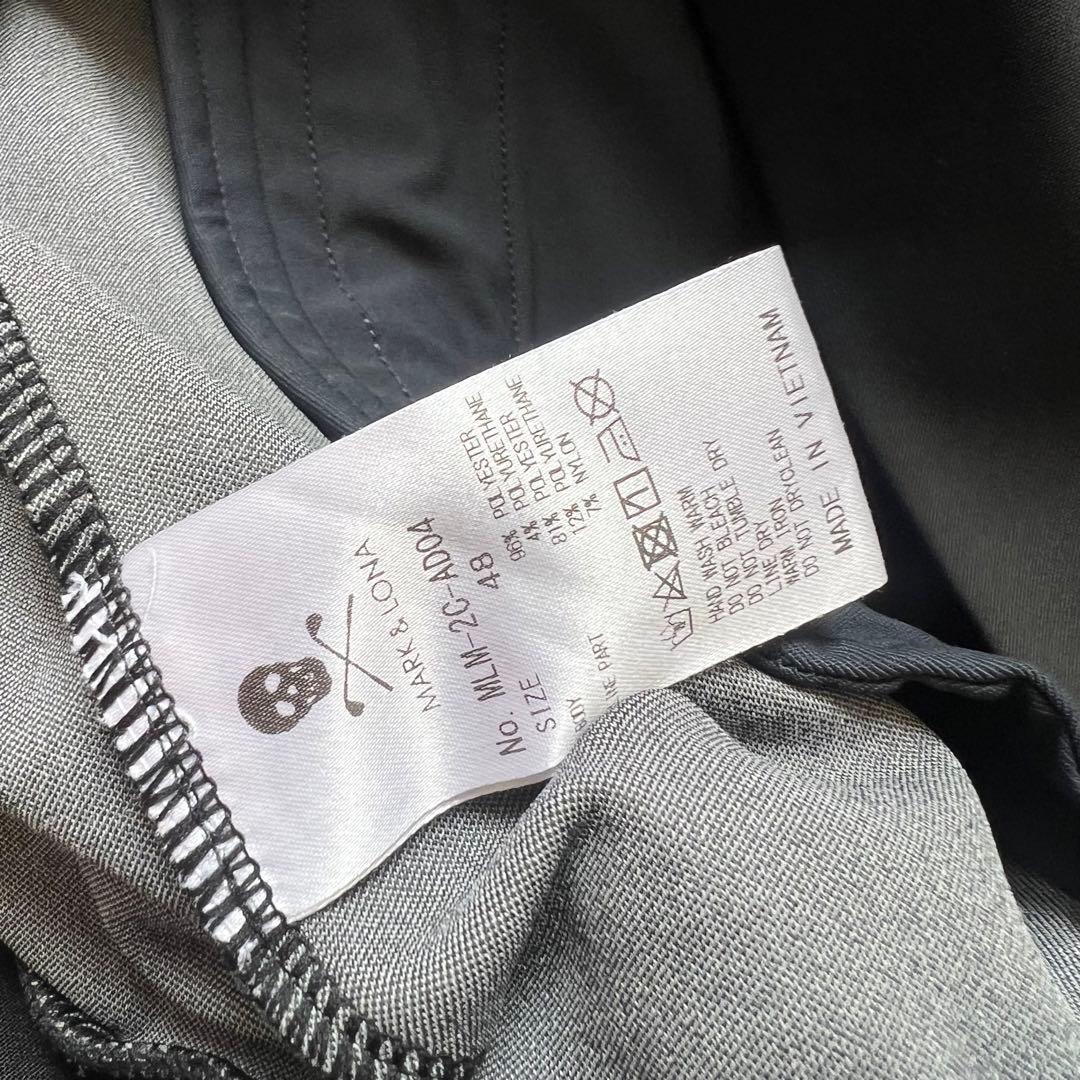 MARK & LONA
No. MLM-2C-AD04
SIZE 48
96% POLYESTER
4% POLYURETHANE
PART 81% POLYESTER
12% POLYURETHANE
7% NYLON
HAND WASH WARM
DO NOT BLEACH
DO NOT TUMBLE DRY
LINE DRY
WARM IRON
DO NOT DRYCLEAN
MADE IN VIETNAM